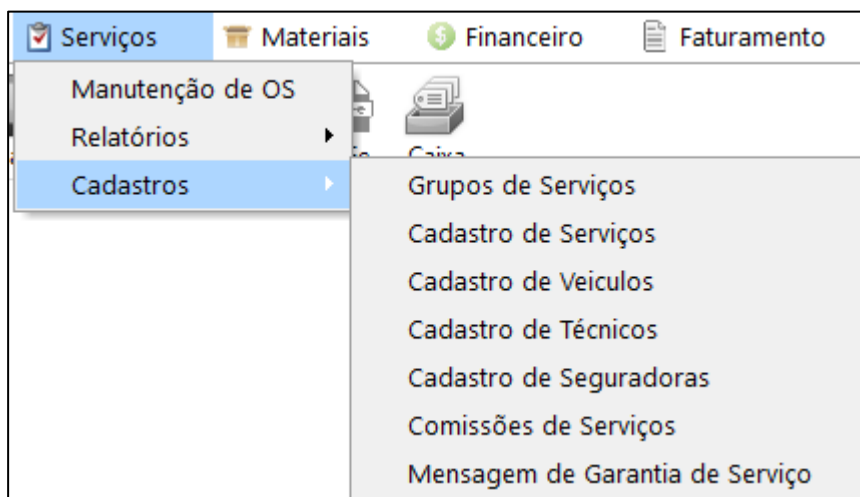 Serviços Materiais Financeiro Faturamento
Manutenção de OS
Relatórios
Caixa
Cadastros
Grupos de Serviços
Cadastro de Serviços
Cadastro de Veiculos
Cadastro de Técnicos
Cadastro de Seguradoras
Comissões de Serviços
Mensagem de Garantia de Serviço